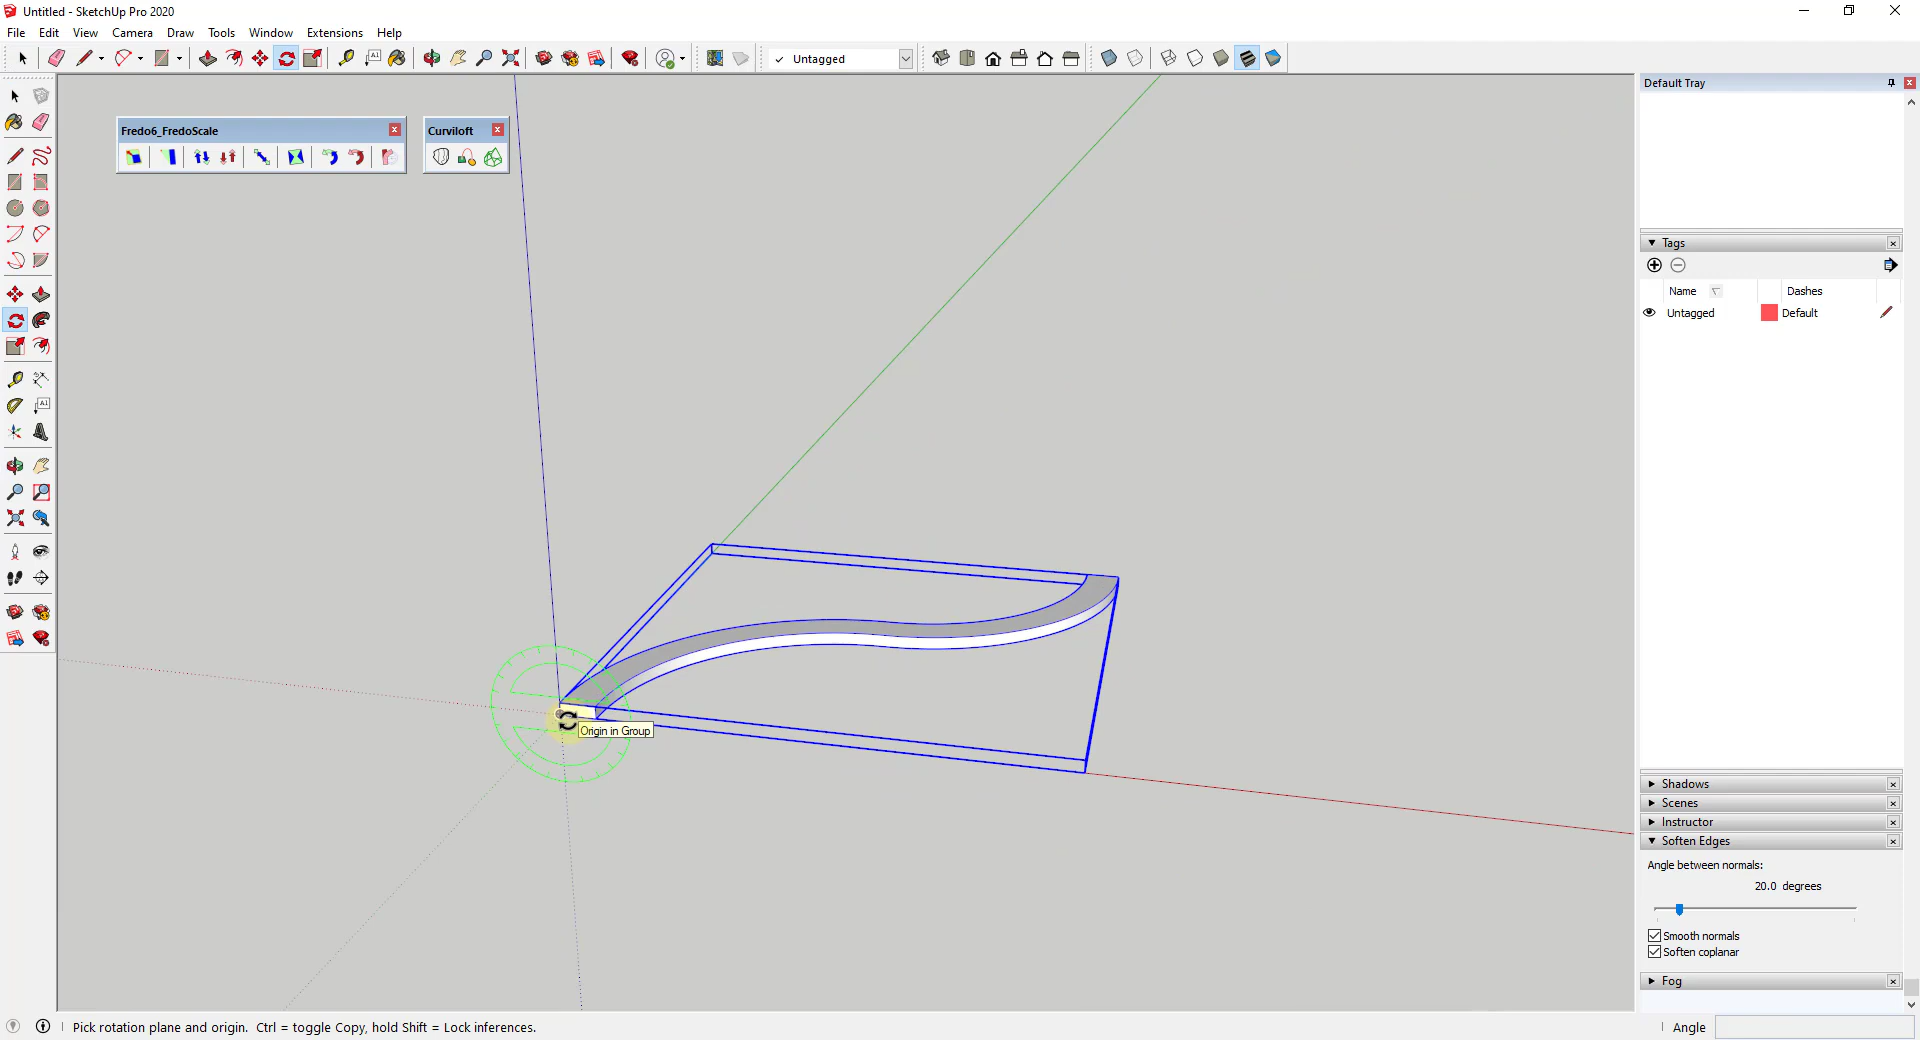 Untitled - SketchUp Pro 2020
File Edit View Camera Draw Tools Window Extensions Help
Untagged
Default Tray
Fredo6_FredoScale
Curviloft
Tags
Name Dashes
Untagged Default
Origin in Group
Shadows
Scenes
Instructor
Soften Edges
Angle between normals:
20.0 degrees
Smooth normals
Soften coplanar
Fog
Pick rotation plane and origin. Ctrl = toggle Copy, hold Shift = Lock inferences.
Angle